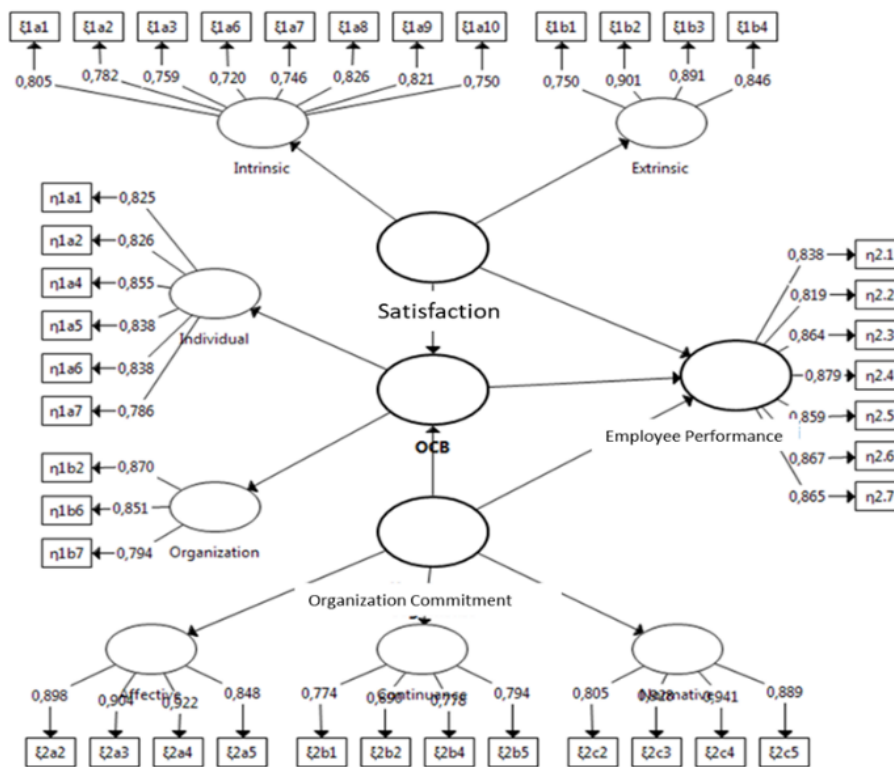 ξ1a1 ξ1a2 ξ1a3 ξ1a6 ξ1a7 ξ1a8 ξ1a9 ξ1a10 ξ1b1 ξ1b2 ξ1b3 ξ1b4
0,805 0,782 0,759 0,720 0,746 0,826 0,821 0,750 0,750 0,901 0,891 0,846
Intrinsic Extrinsic
η1a1 0,825
η1a2 0,826
η1a4 0,855
η1a5 0,838
η1a6 0,838
η1a7 0,786
Individual
Satisfaction
0,838 η2.1
0,819 η2.2
0,864 η2.3
0,879 η2.4
0,859 η2.5
0,867 η2.6
0,865 η2.7
Employee Performance
OCB
η1b2 0,870
η1b6 0,851
η1b7 0,794
Organization
Organization Commitment
Affective Continuance Normative
0,898 0,904 0,848 0,774 0,778 0,794 0,805 0,828 0,941 0,889
ξ2a2 ξ2a3 ξ2a4 ξ2a5 ξ2b1 ξ2b2 ξ2b4 ξ2b5 ξ2c2 ξ2c3 ξ2c4 ξ2c5